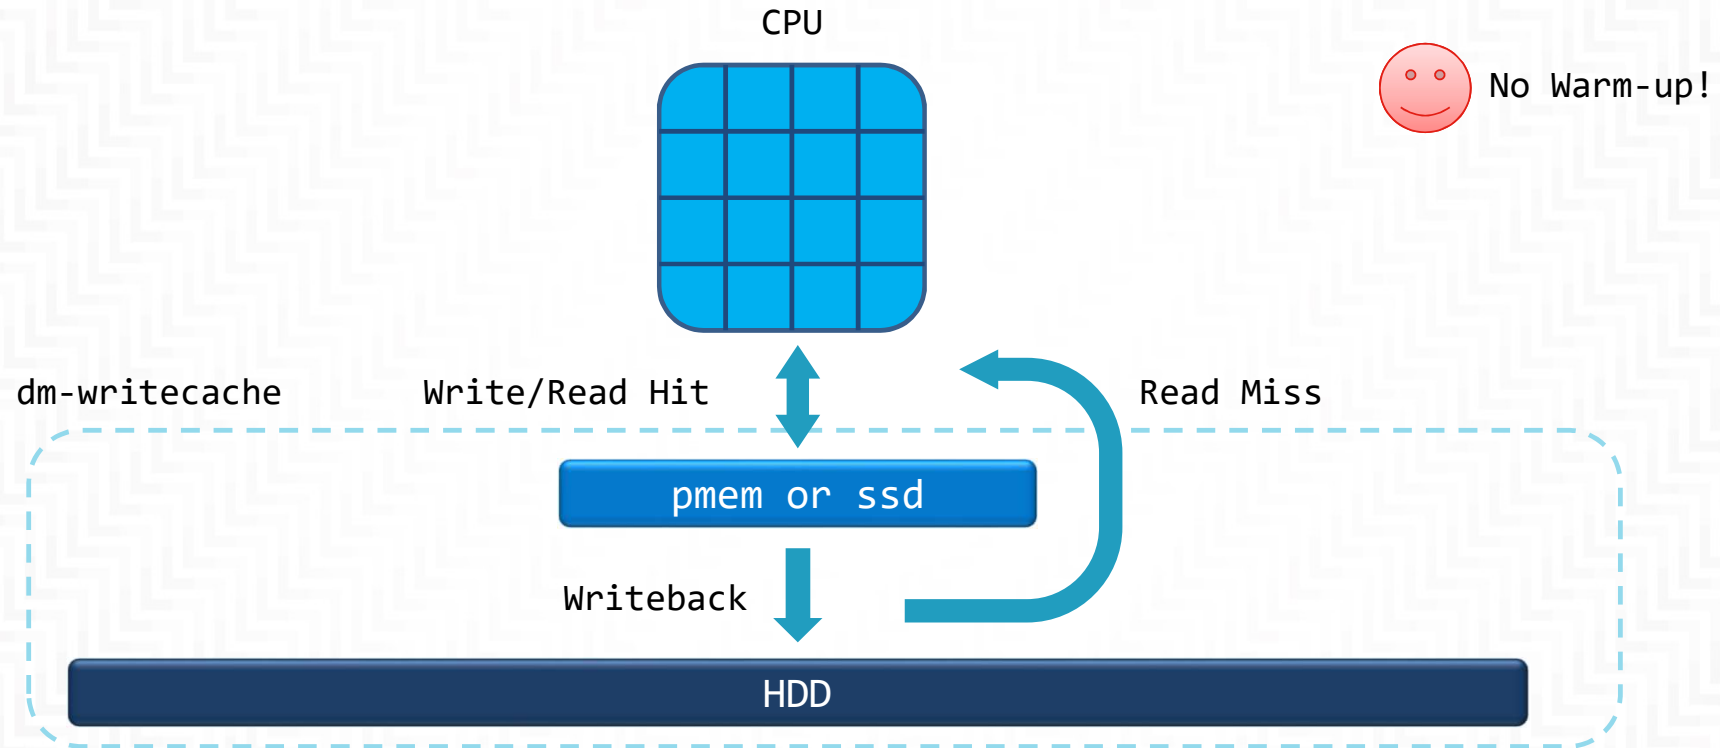 CPU
No Warm-up!
dm-writecache
Write/Read Hit
Read Miss
pmem or ssd
Writeback
HDD